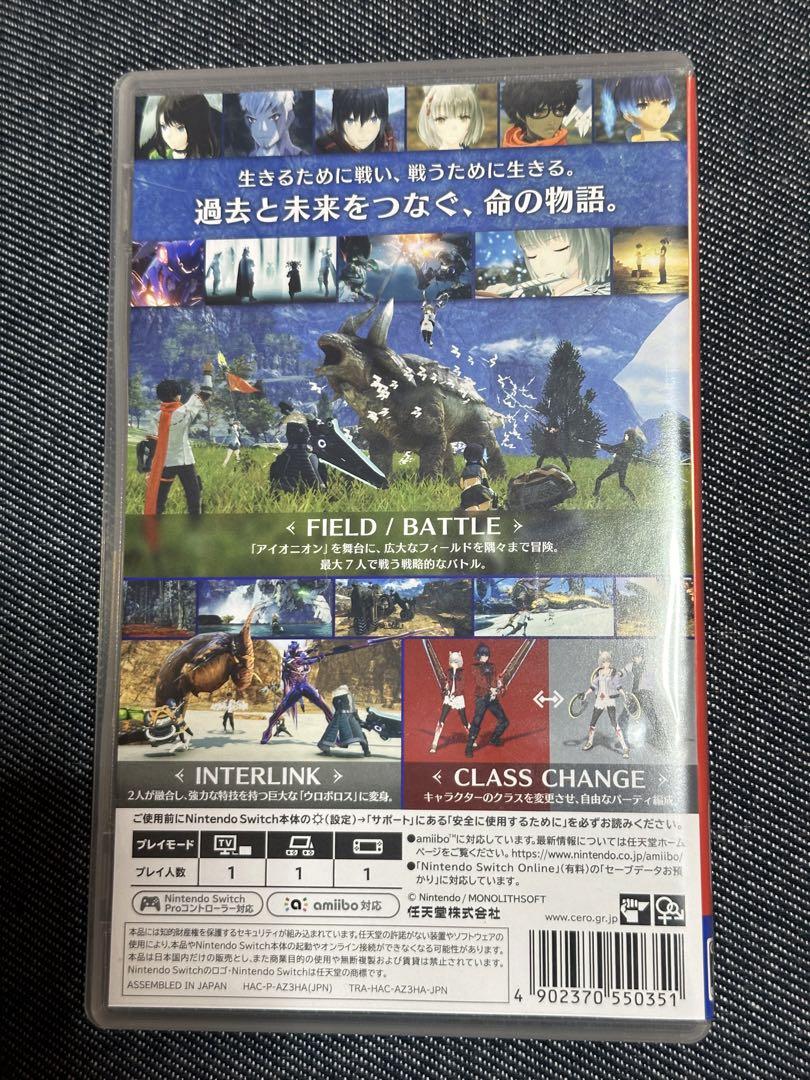 生きるために戦い、戦うために生きる。
過去と未来をつなぐ、命の物語。
FIELD / BATTLE
「アイオニオン」を舞台に、広大なフィールドを隅々まで冒険。
最大7人で戦う戦略的なバトル。
INTERLINK
2人が融合し、強力な特技を持つ巨大な「ウロボロス」に変身。
CLASS CHANGE
キャラクターのクラスを変更させ、自由なパーティ編成。
ご使用前にNintendo Switch本体の(設定)→「サポート」にある「安全に使用するために」を必ずお読みください。
プレイモード TV
プレイ人数 1 1 1
●amiibo™に対応しています。最新情報については任天堂ホーム
ページをご覧ください。https://www.nintendo.co.jp/amiibo/
●「Nintendo Switch Online」(有料)の「セーブデータお預
かり」に対応しています。
Nintendo Switch
Proコントローラー対応
amiibo 対応
© Nintendo / MONOLITHSOFT
任天堂株式会社
www.cero.gr.jp
本品には知的財産権を保護するセキュリティが組み込まれています。任天堂の許諾がない装置やソフトウェアの
使用により、本品やNintendo Switch本体の起動やオンライン接続ができなくなる可能性があります。
本品は日本国内だけの販売とし、また商業目的の使用や無断複製および賃貸は禁止されています。
Nintendo Switchのロゴ・Nintendo Switchは任天堂の商標です。
ASSEMBLED IN JAPAN HAC-P-AZ3HA(JPN) TRA-HAC-AZ3HA-JPN
4 902370 550351